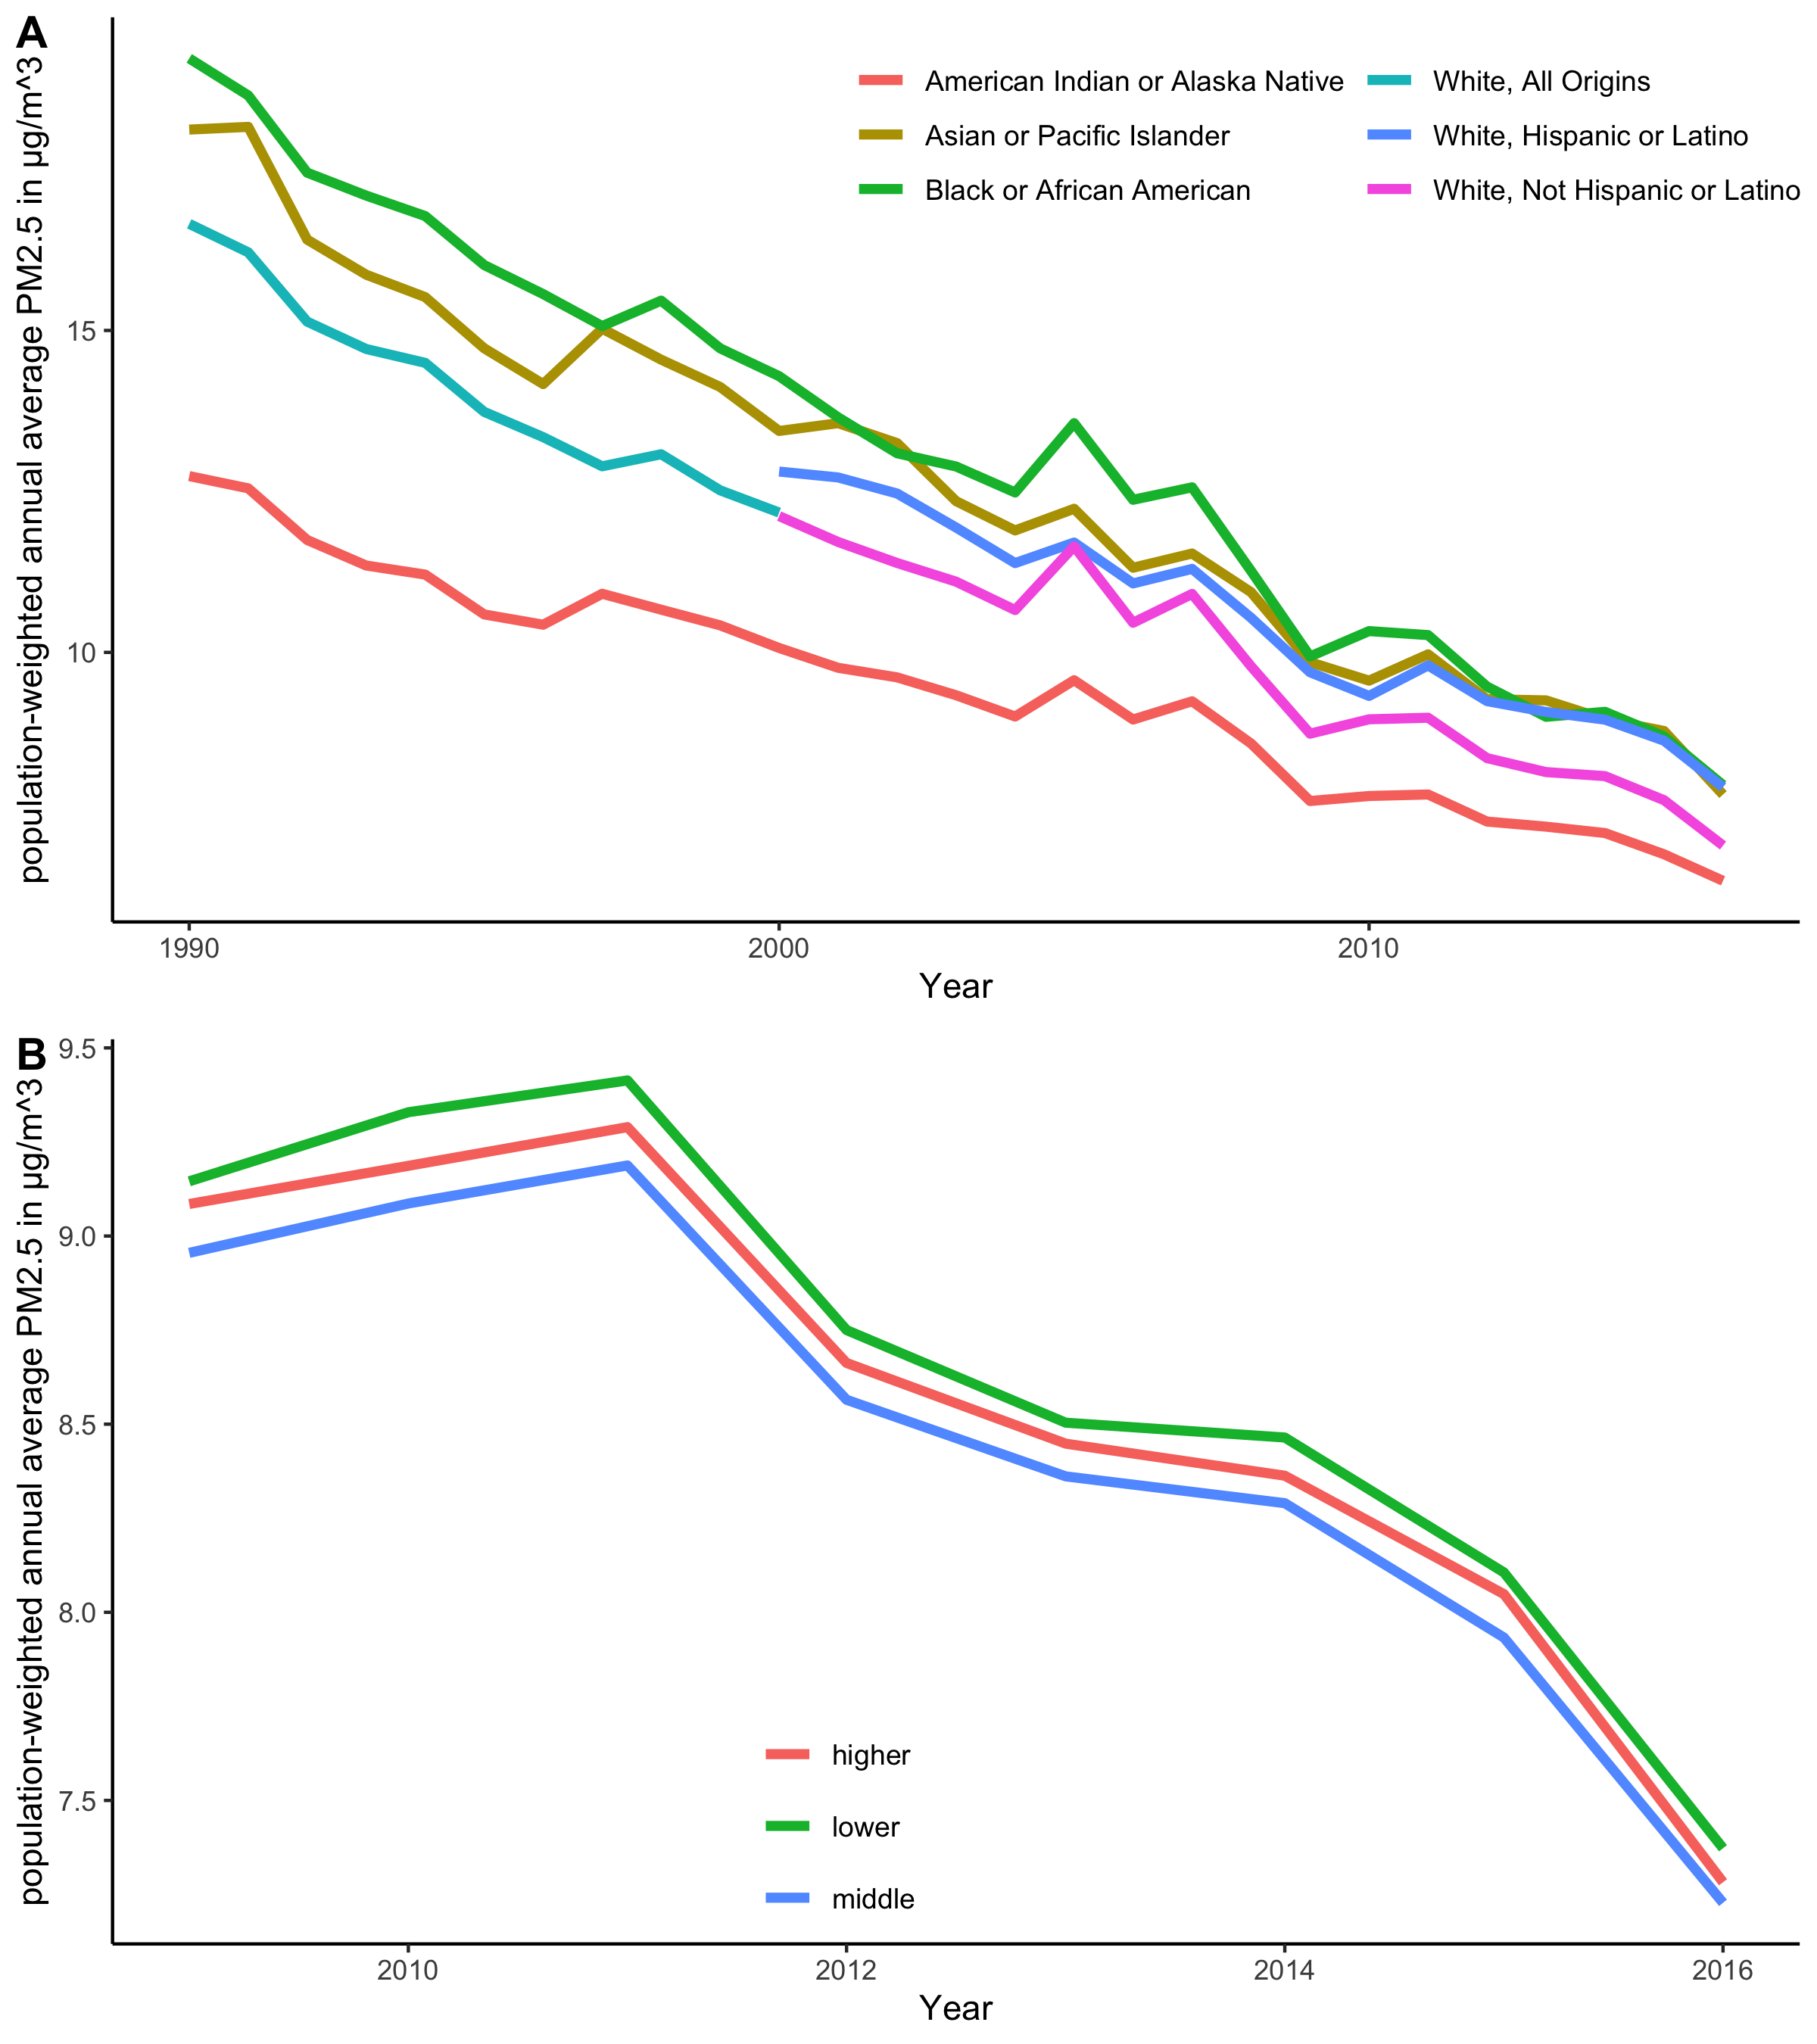 A
population-weighted annual average PM2.5 in µg/m^3
American Indian or Alaska Native
Asian or Pacific Islander
Black or African American
White, All Origins
White, Hispanic or Latino
White, Not Hispanic or Latino
15
10
1990
2000
2010
Year
B
population-weighted annual average PM2.5 in µg/m^3
9.5
9.0
8.5
8.0
7.5
higher
lower
middle
2010
2012
2014
2016
Year